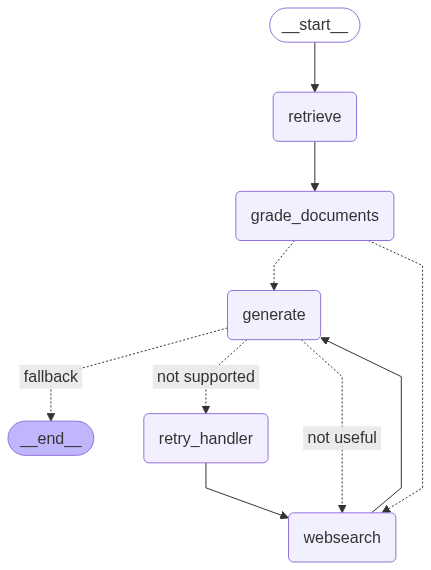 __start__
retrieve
grade_documents
generate
fallback
not supported
not useful
__end__
retry_handler
websearch